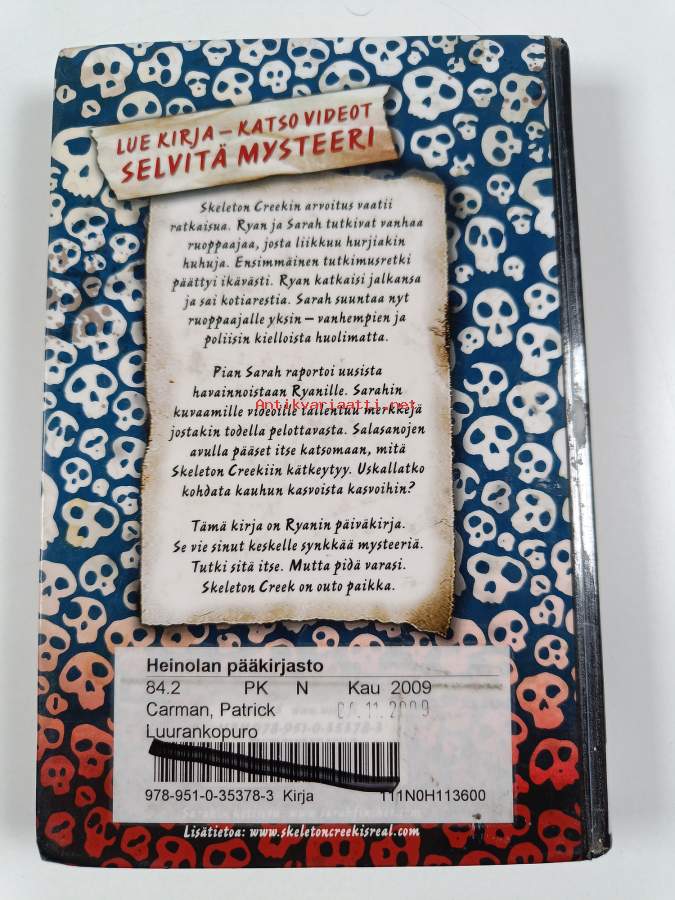 LUE KIRJA – KATSO VIDEOT
SELVITÄ MYSTEERI
Skeleton Creekin arvoitus vaatii
ratkaisua. Ryan ja Sarah tutkivat vanhaa
ruoppaajaa, josta liikkuu hurjiakin
huhuja. Ensimmäinen tutkimusretki
päättyi ikävästi. Ryan katkaisi jalkansa
ja sai kotiarestia. Sarah suuntaa nyt
ruoppaajalle yksin – vanhempien ja
poliisin kielloista huolimatta.
Pian Sarah raportoi uusista
havainnoistaan Ryanille. Sarahin
Antikvariaatti.net
kuvaamille videoille tallentuu merkkejä
jostakin todella pelottavasta. Salasanojen
avulla pääset itse katsomaan, mitä
Skeleton Creekiin kätkeytyy. Uskallatko
kohdata kauhun kasvoista kasvoihin?
Tämä kirja on Ryanin päiväkirja.
Se vie sinut keskelle synkkää mysteeriä.
Tutki sitä itse. Mutta pidä varasi.
Skeleton Creek on outo paikka.
Heinolan pääkirjasto
84.2 PK N Kau 2009
Carman, Patrick
Luurankopuro
978-951-0-35378-3 Kirja 111N0H113600
Lisätietoa: www.skeletoncreekisreal.com